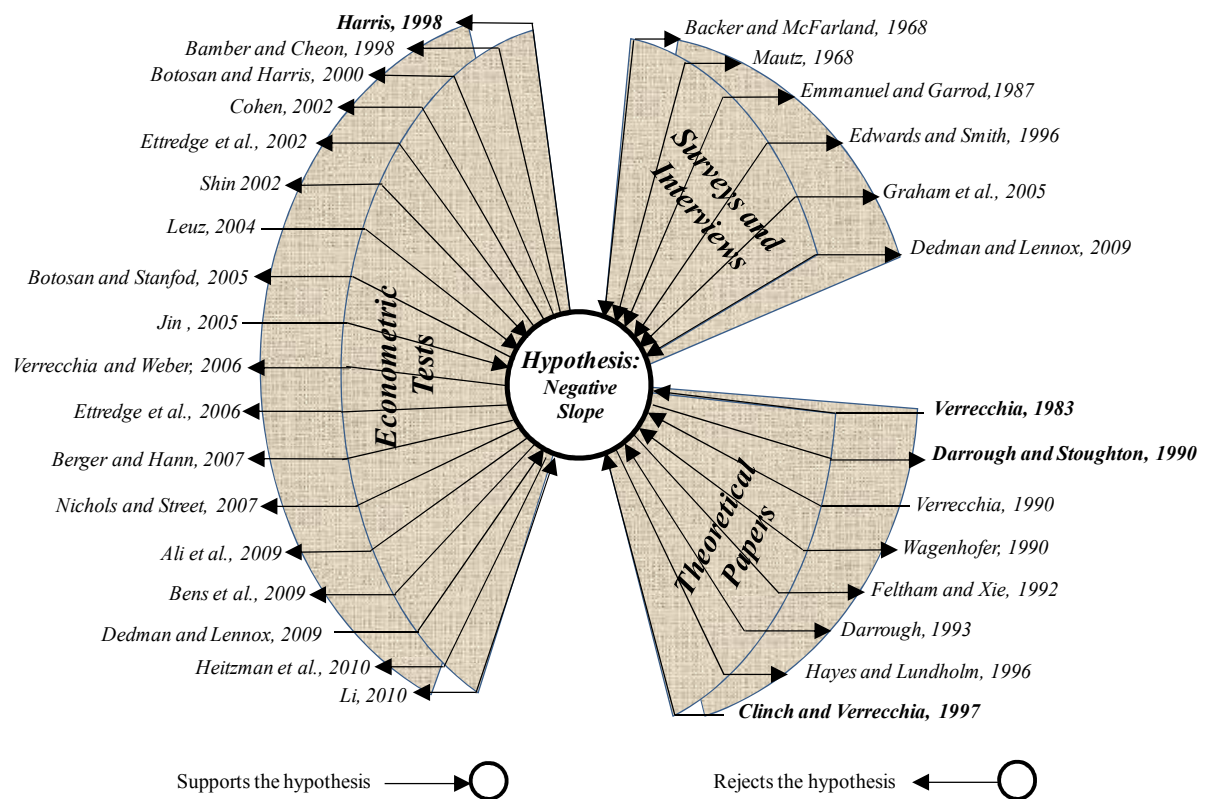 Harris, 1998
Bamber and Cheon, 1998
Botosan and Harris, 2000
Cohen, 2002
Ettredge et al., 2002
Shin 2002
Leuz, 2004
Botosan and Stanfod, 2005
Jin , 2005
Verrecchia and Weber, 2006
Ettredge et al., 2006
Berger and Hann, 2007
Nichols and Street, 2007
Ali et al., 2009
Bens et al., 2009
Dedman and Lennox, 2009
Heitzman et al., 2010
Li, 2010
Econometric
Tests
Hypothesis:
Negative
Slope
Backer and McFarland, 1968
Mautz, 1968
Emmanuel and Garrod,1987
Edwards and Smith, 1996
Graham et al., 2005
Dedman and Lennox, 2009
Surveys and
Interviews
Verrecchia, 1983
Darrough and Stoughton, 1990
Verrecchia, 1990
Wagenhofer, 1990
Feltham and Xie, 1992
Darrough, 1993
Hayes and Lundholm, 1996
Clinch and Verrecchia, 1997
Theoretical
Papers
Supports the hypothesis
Rejects the hypothesis